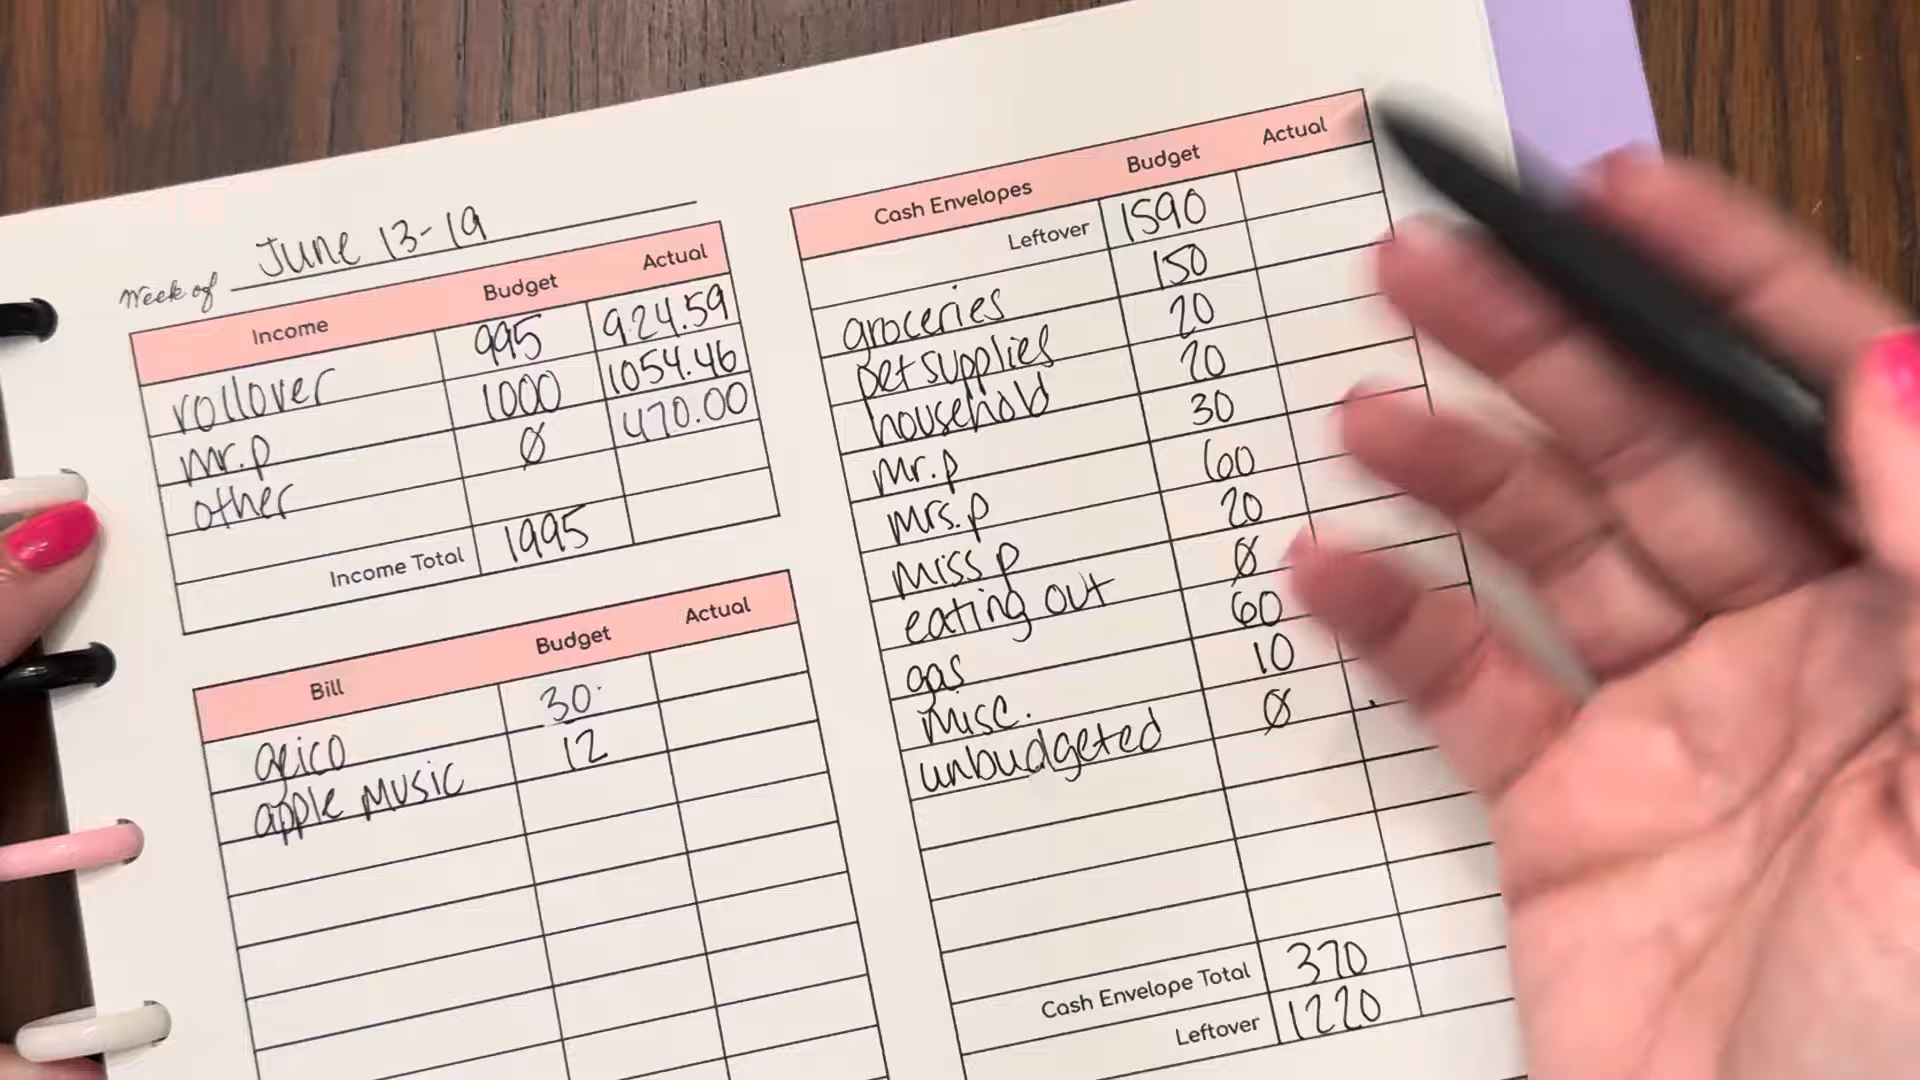 Week of June 13-19
Income Budget Actual
rollover 995 924.59
mr.p 1000 1054.46
other Ø 470.00
Income Total 1995
Bill Budget Actual
geico 30
apple music 12
Cash Envelopes Budget Actual
Leftover 1590
groceries 150
pet supplies 20
household 20
mr.p 30
mrs.p 60
miss p 20
eating out Ø
gas 60
misc. 10
unbudgeted Ø
Cash Envelope Total 370
Leftover 1220